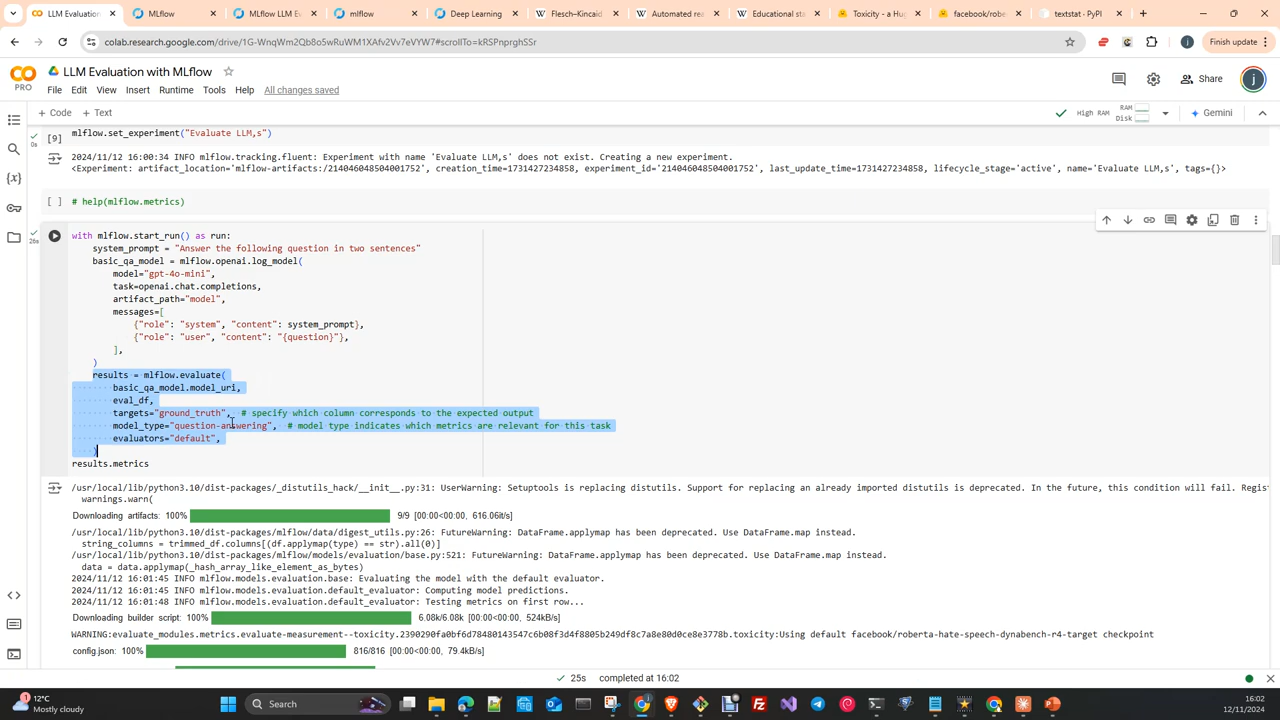 LLM Evaluation
MLflow
MLflow LLM E
mlflow
Deep Learning
Flesch–Kincaid
Automated rea
Educational sta
Toxicity - a Hug
facebook/robe
textstat - PyPI
colab.research.google.com/drive/1G-WnqWm2Qb8o5wRuWM1XAfv2Vv7eVYW7#scrollTo=kRSPnprghSSr
j
Finish update
CO
PRO
LLM Evaluation with MLflow
File Edit View Insert Runtime Tools Help All changes saved
Share
j
+ Code + Text
High RAM
RAM
Disk
Gemini
[9]
0s
mlflow.set_experiment("Evaluate LLM,s")
2024/11/12 16:00:34 INFO mlflow.tracking.fluent: Experiment with name 'Evaluate LLM,s' does not exist. Creating a new experiment.
<Experiment: artifact_location='mlflow-artifacts:/214046048504001752', creation_time=1731427234858, experiment_id='214046048504001752', last_update_time=1731427234858, lifecycle_stage='active', name='Evaluate LLM,s', tags={}>
[ ] # help(mlflow.metrics)
26s
with mlflow.start_run() as run:
system_prompt = "Answer the following question in two sentences"
basic_qa_model = mlflow.openai.log_model(
model="gpt-4o-mini",
task=openai.chat.completions,
artifact_path="model",
messages=[
{"role": "system", "content": system_prompt},
{"role": "user", "content": "{question}"},
],
)
results = mlflow.evaluate(
basic_qa_model.model_uri,
eval_df,
targets="ground_truth", # specify which column corresponds to the expected output
model_type="question-answering", # model type indicates which metrics are relevant for this task
evaluators="default",
)
results.metrics
/usr/local/lib/python3.10/dist-packages/_distutils_hack/__init__.py:31: UserWarning: Setuptools is replacing distutils. Support for replacing an already imported distutils is deprecated. In the future, this condition will fail. Regis
warnings.warn(
Downloading artifacts: 100% 9/9 [00:00<00:00, 616.06it/s]
/usr/local/lib/python3.10/dist-packages/mlflow/data/digest_utils.py:26: FutureWarning: DataFrame.applymap has been deprecated. Use DataFrame.map instead.
string_columns = trimmed_df.columns[(df.applymap(type) == str).all(0)]
/usr/local/lib/python3.10/dist-packages/mlflow/models/evaluation/base.py:521: FutureWarning: DataFrame.applymap has been deprecated. Use DataFrame.map instead.
data = data.applymap(_hash_array_like_element_as_bytes)
2024/11/12 16:01:45 INFO mlflow.models.evaluation.base: Evaluating the model with the default evaluator.
2024/11/12 16:01:45 INFO mlflow.models.evaluation.default_evaluator: Computing model predictions.
2024/11/12 16:01:48 INFO mlflow.models.evaluation.default_evaluator: Testing metrics on first row...
Downloading builder script: 100% 6.08k/6.08k [00:00<00:00, 524kB/s]
WARNING:evaluate_modules.metrics.evaluate-measurement--toxicity.2390290fa0bf6d78480143547c6b08f3d4f8805b249df8c7a8e80d0ce8e3778b.toxicity:Using default facebook/roberta-hate-speech-dynabench-r4-target checkpoint
config.json: 100% 816/816 [00:00<00:00, 79.4kB/s]
25s completed at 16:02
12°C
Mostly cloudy
Search
16:02
12/11/2024